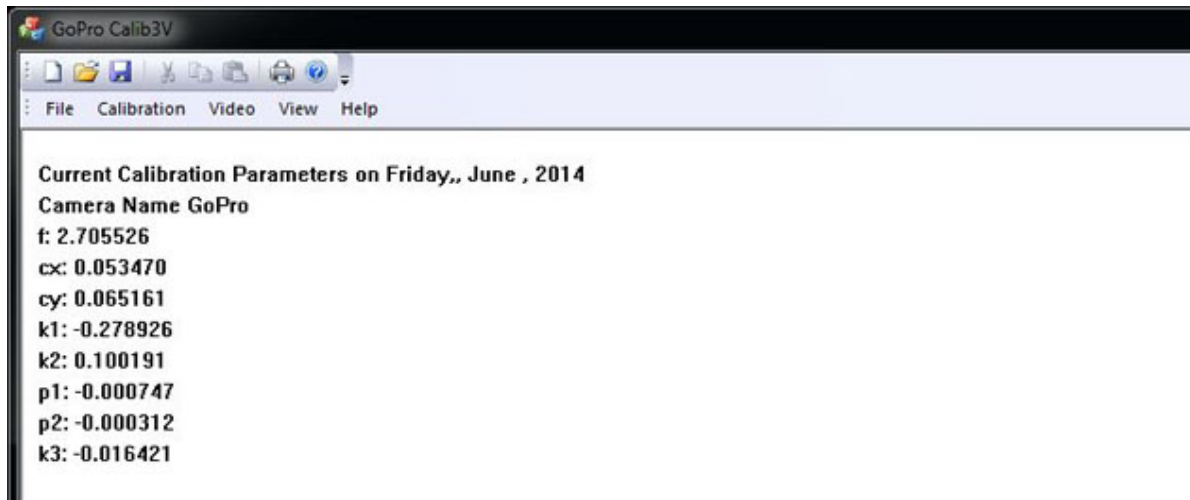 GoPro Calib3V
File Calibration Video View Help
Current Calibration Parameters on Friday,, June , 2014
Camera Name GoPro
f: 2.705526
cx: 0.053470
cy: 0.065161
k1: -0.278926
k2: 0.100191
p1: -0.000747
p2: -0.000312
k3: -0.016421